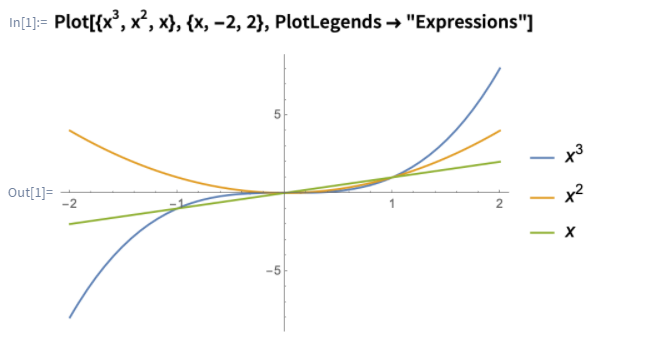 In[1]:= Plot[{x³, x², x}, {x, −2, 2}, PlotLegends → "Expressions"]
5
x³
x²
Out[1]=
−2
−1
1
2
x
−5